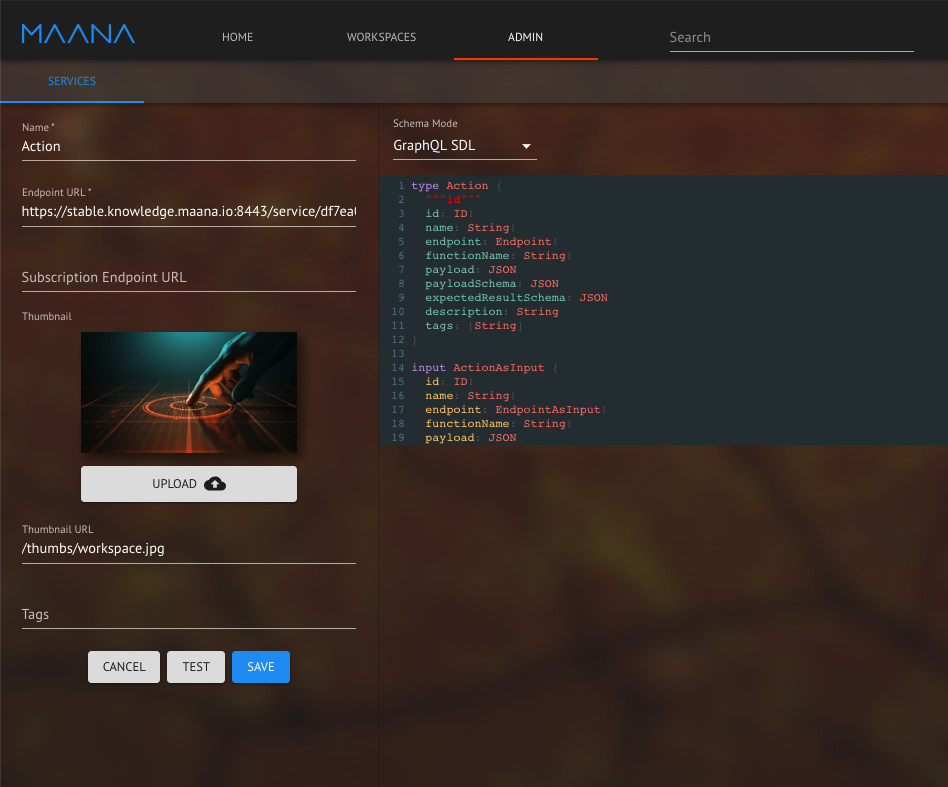 MAANA
HOME
WORKSPACES
ADMIN
Search
SERVICES
Name *
Action
Endpoint URL *
https://stable.knowledge.maana.io:8443/service/df7ea
Subscription Endpoint URL
Thumbnail
UPLOAD
Thumbnail URL
/thumbs/workspace.jpg
Tags
CANCEL
TEST
SAVE
Schema Mode
GraphQL SDL
1 type Action {
2 """id"""
3 id: ID!
4 name: String!
5 endpoint: Endpoint!
6 functionName: String!
7 payload: JSON
8 payloadSchema: JSON
9 expectedResultSchema: JSON
10 description: String
11 tags: [String]
12 }
13
14 input ActionAsInput {
15 id: ID!
16 name: String!
17 endpoint: EndpointAsInput!
18 functionName: String!
19 payload: JSON